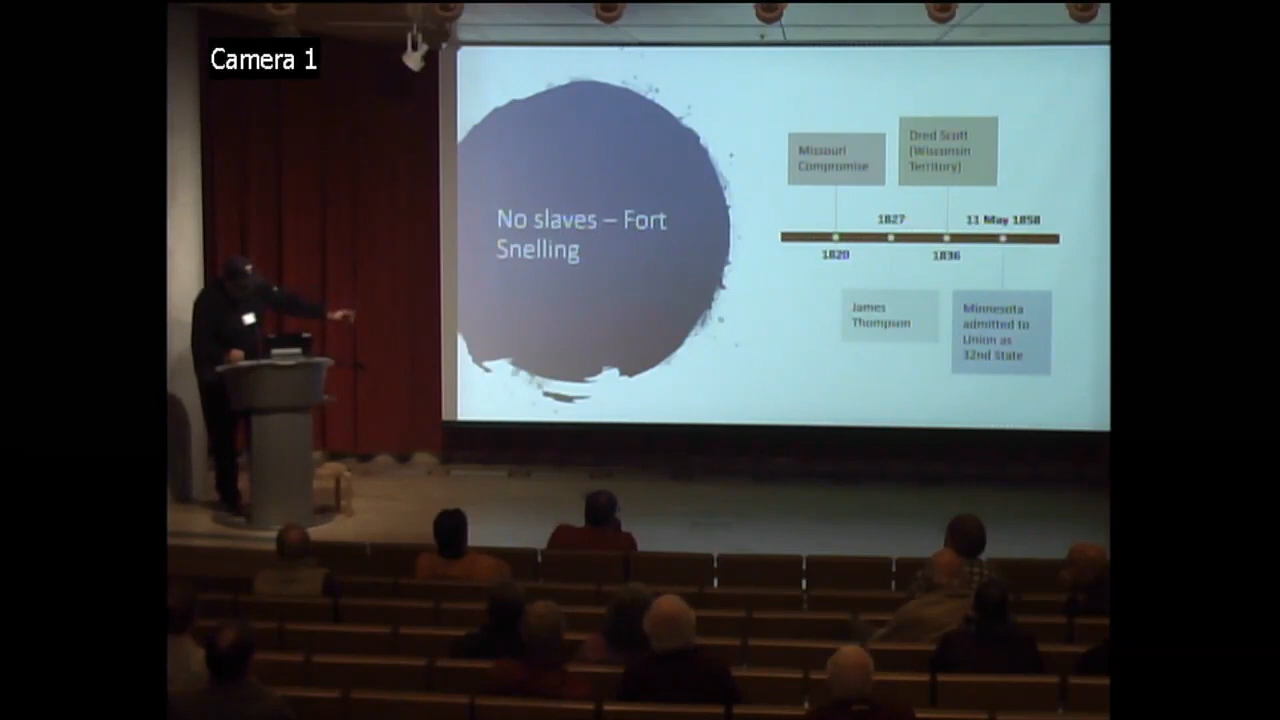 Camera 1
No slaves – Fort
Snelling
Missouri
Compromise
Dred Scott
(Wisconsin
Territory)
1827
11 May 1858
1820
1836
James
Thompson
Minnesota
admitted to
Union as
32nd State